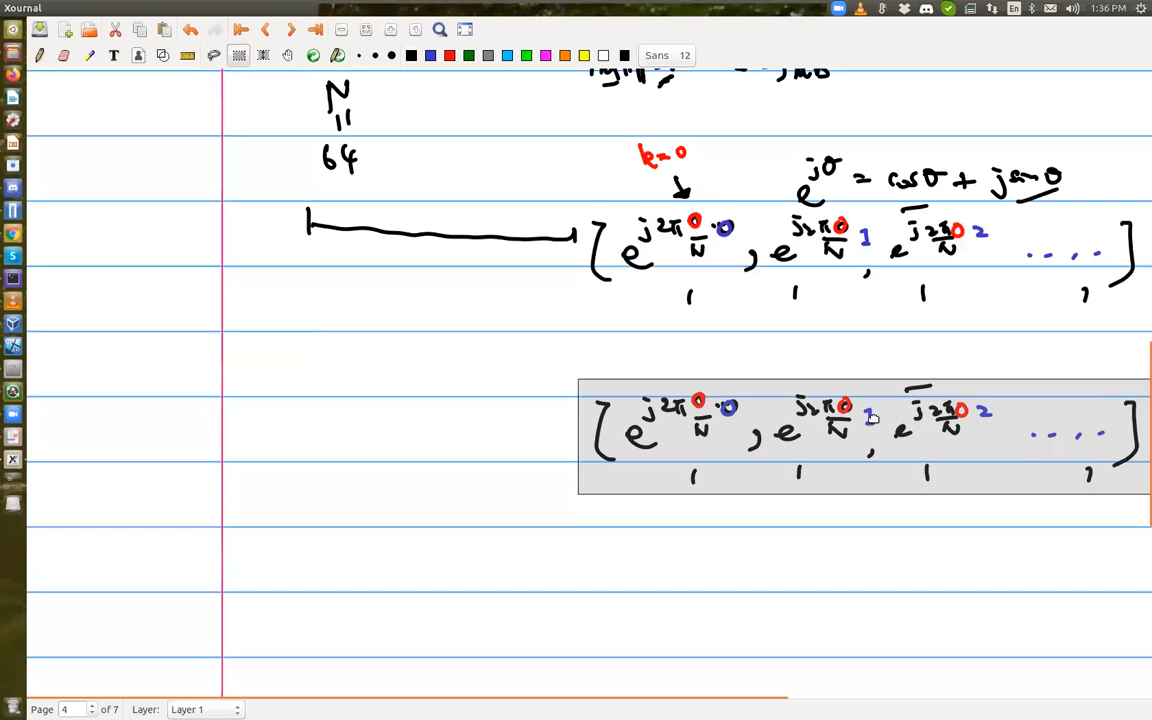 Xournal
En
1:36 PM
Sans 12
N
11
64
k=0
e^{jθ} = cosθ + j sinθ
[ e^{j2π 0/N · 0} , e^{j2π 0/N 1} , e^{j2π 0/N 2} .... ]
1 1 1 ,
[ e^{j2π 0/N · 0} , e^{j2π 0/N 1} , e^{j2π 0/N 2} .... ]
1 1 1 ,
Page 4 of 7 Layer: Layer 1